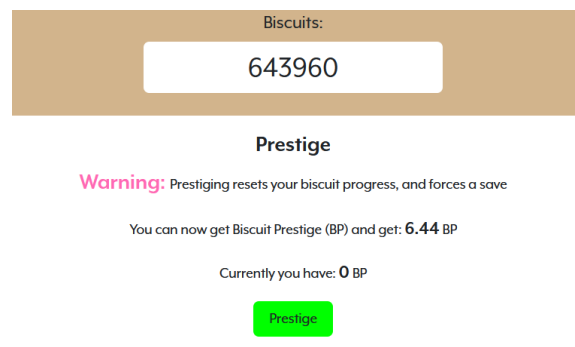 Biscuits:
643960
Prestige
Warning: Prestiging resets your biscuit progress, and forces a save
You can now get Biscuit Prestige (BP) and get: 6.44 BP
Currently you have: 0 BP
Prestige